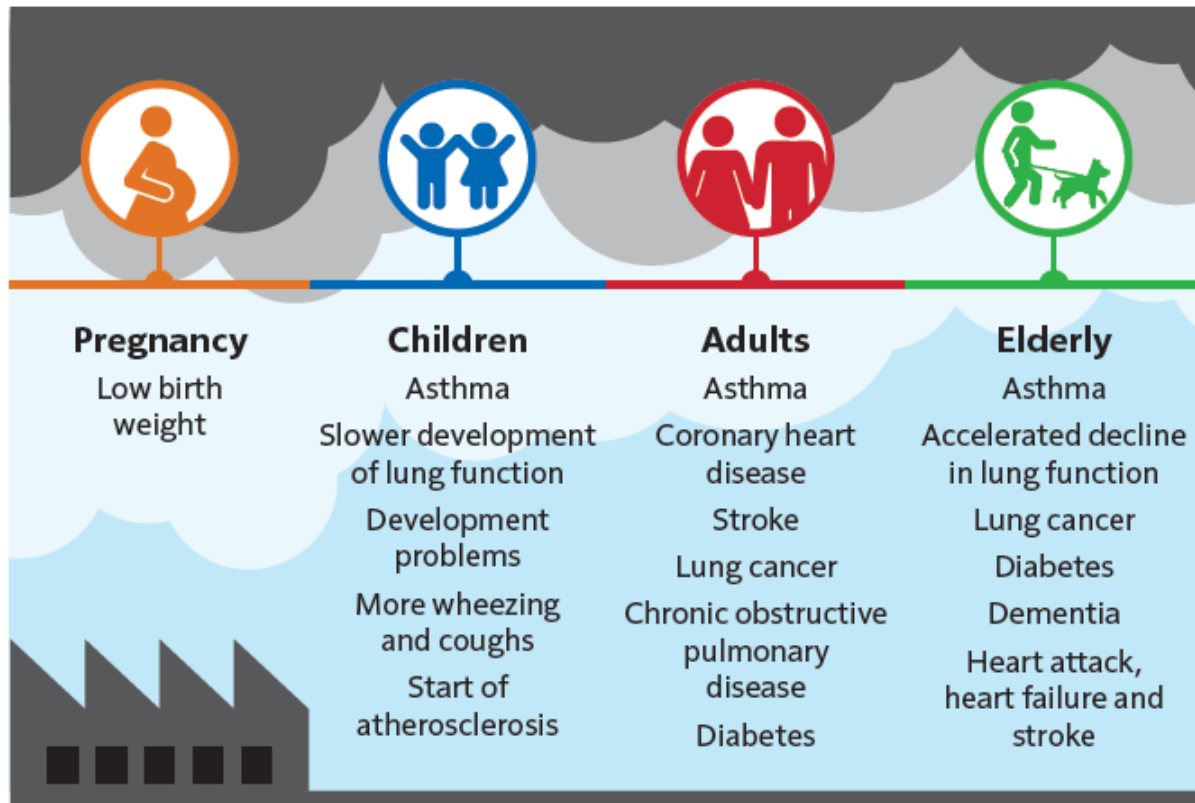 Pregnancy
Low birth
weight
Children
Asthma
Slower development
of lung function
Development
problems
More wheezing
and coughs
Start of
atherosclerosis
Adults
Asthma
Coronary heart
disease
Stroke
Lung cancer
Chronic obstructive
pulmonary
disease
Diabetes
Elderly
Asthma
Accelerated decline
in lung function
Lung cancer
Diabetes
Dementia
Heart attack,
heart failure and
stroke